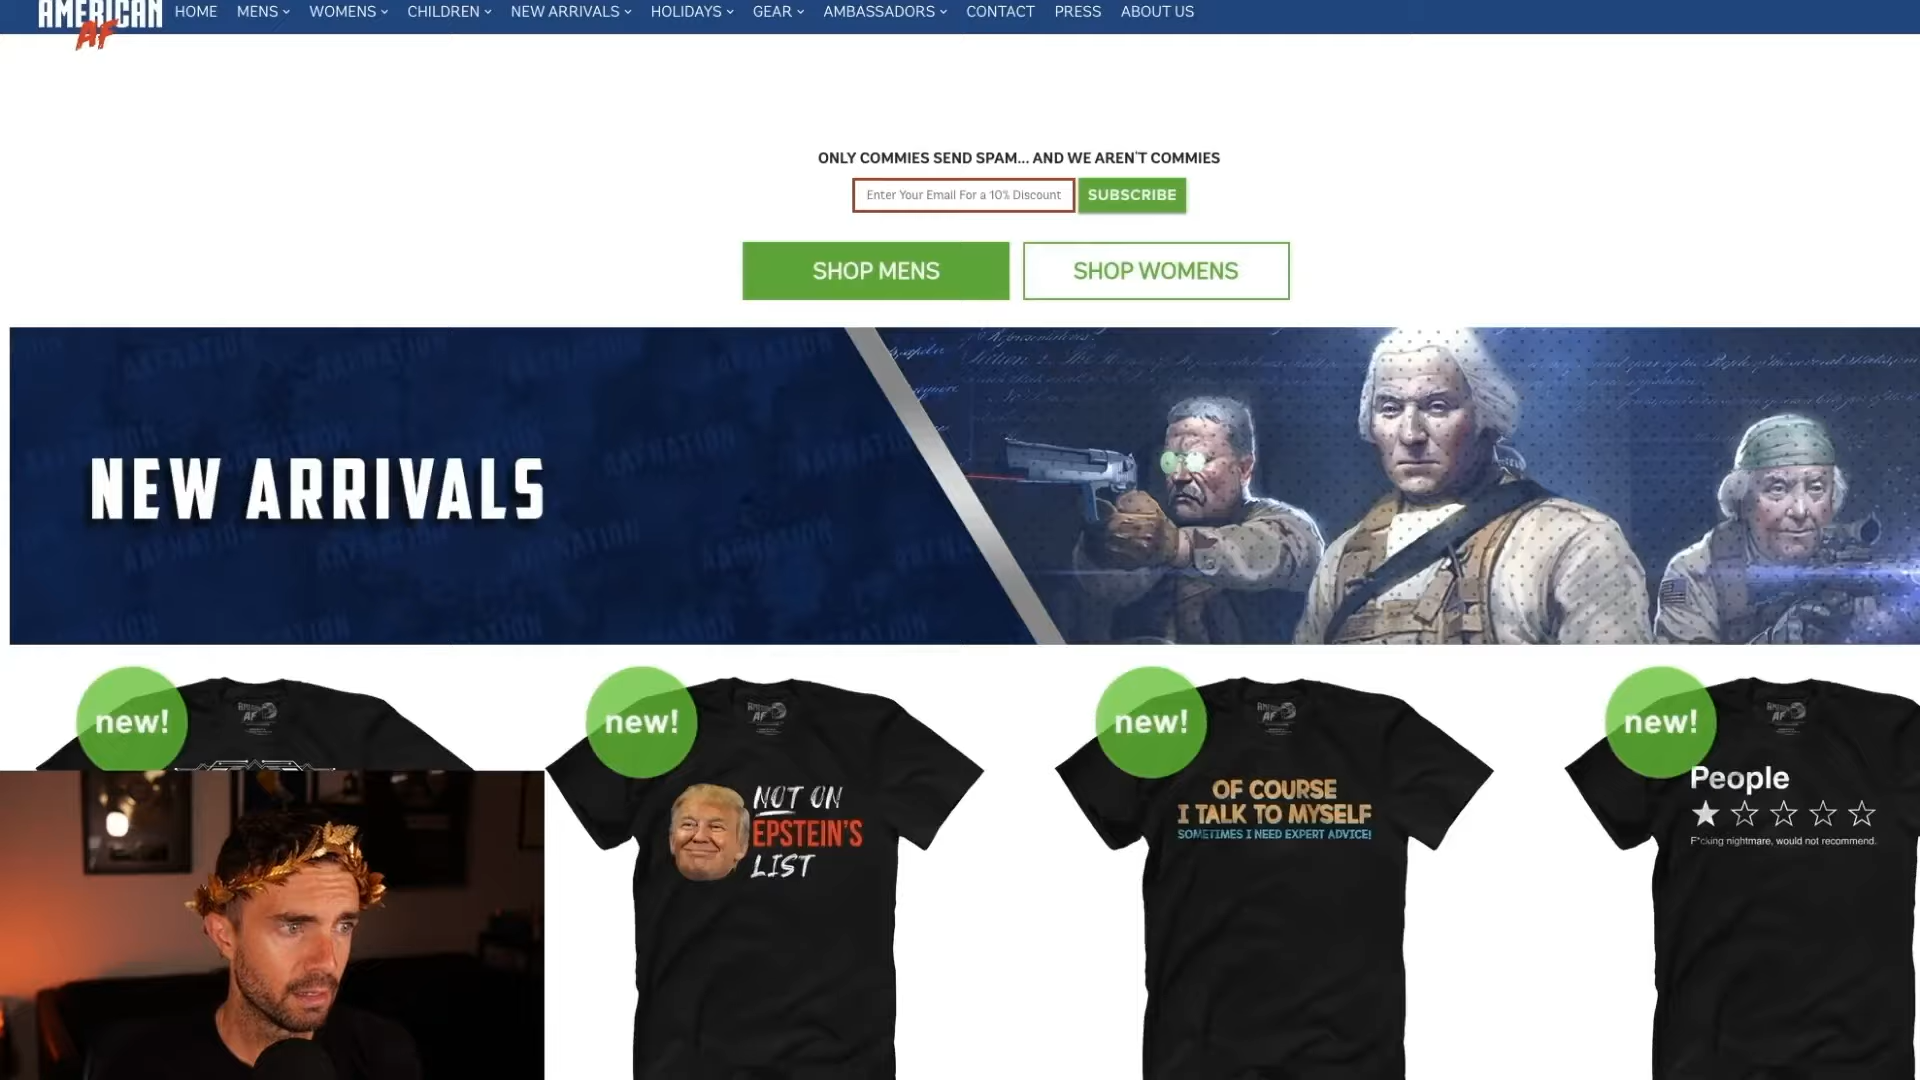 AMERICAN
AF
HOME MENS WOMENS CHILDREN NEW ARRIVALS HOLIDAYS GEAR AMBASSADORS CONTACT PRESS ABOUT US
ONLY COMMIES SEND SPAM... AND WE AREN'T COMMIES
Enter Your Email For a 10% Discount
SUBSCRIBE
SHOP MENS
SHOP WOMENS
NEW ARRIVALS
new!
new!
NOT ON
EPSTEIN'S
LIST
new!
OF COURSE
I TALK TO MYSELF
SOMETIMES I NEED EXPERT ADVICE!
new!
People
F*cking nightmare, would not recommend.